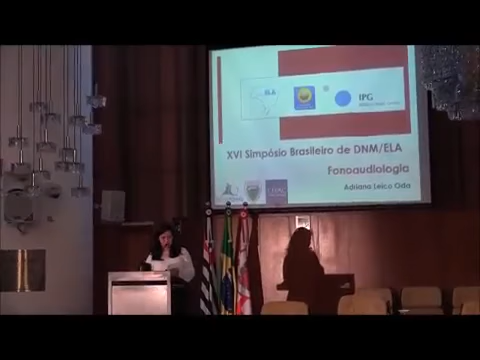 ELA
IPG
XVI Simpósio Brasileiro de DNM/ELA
Fonoaudiologia
Adriana Leico Oda